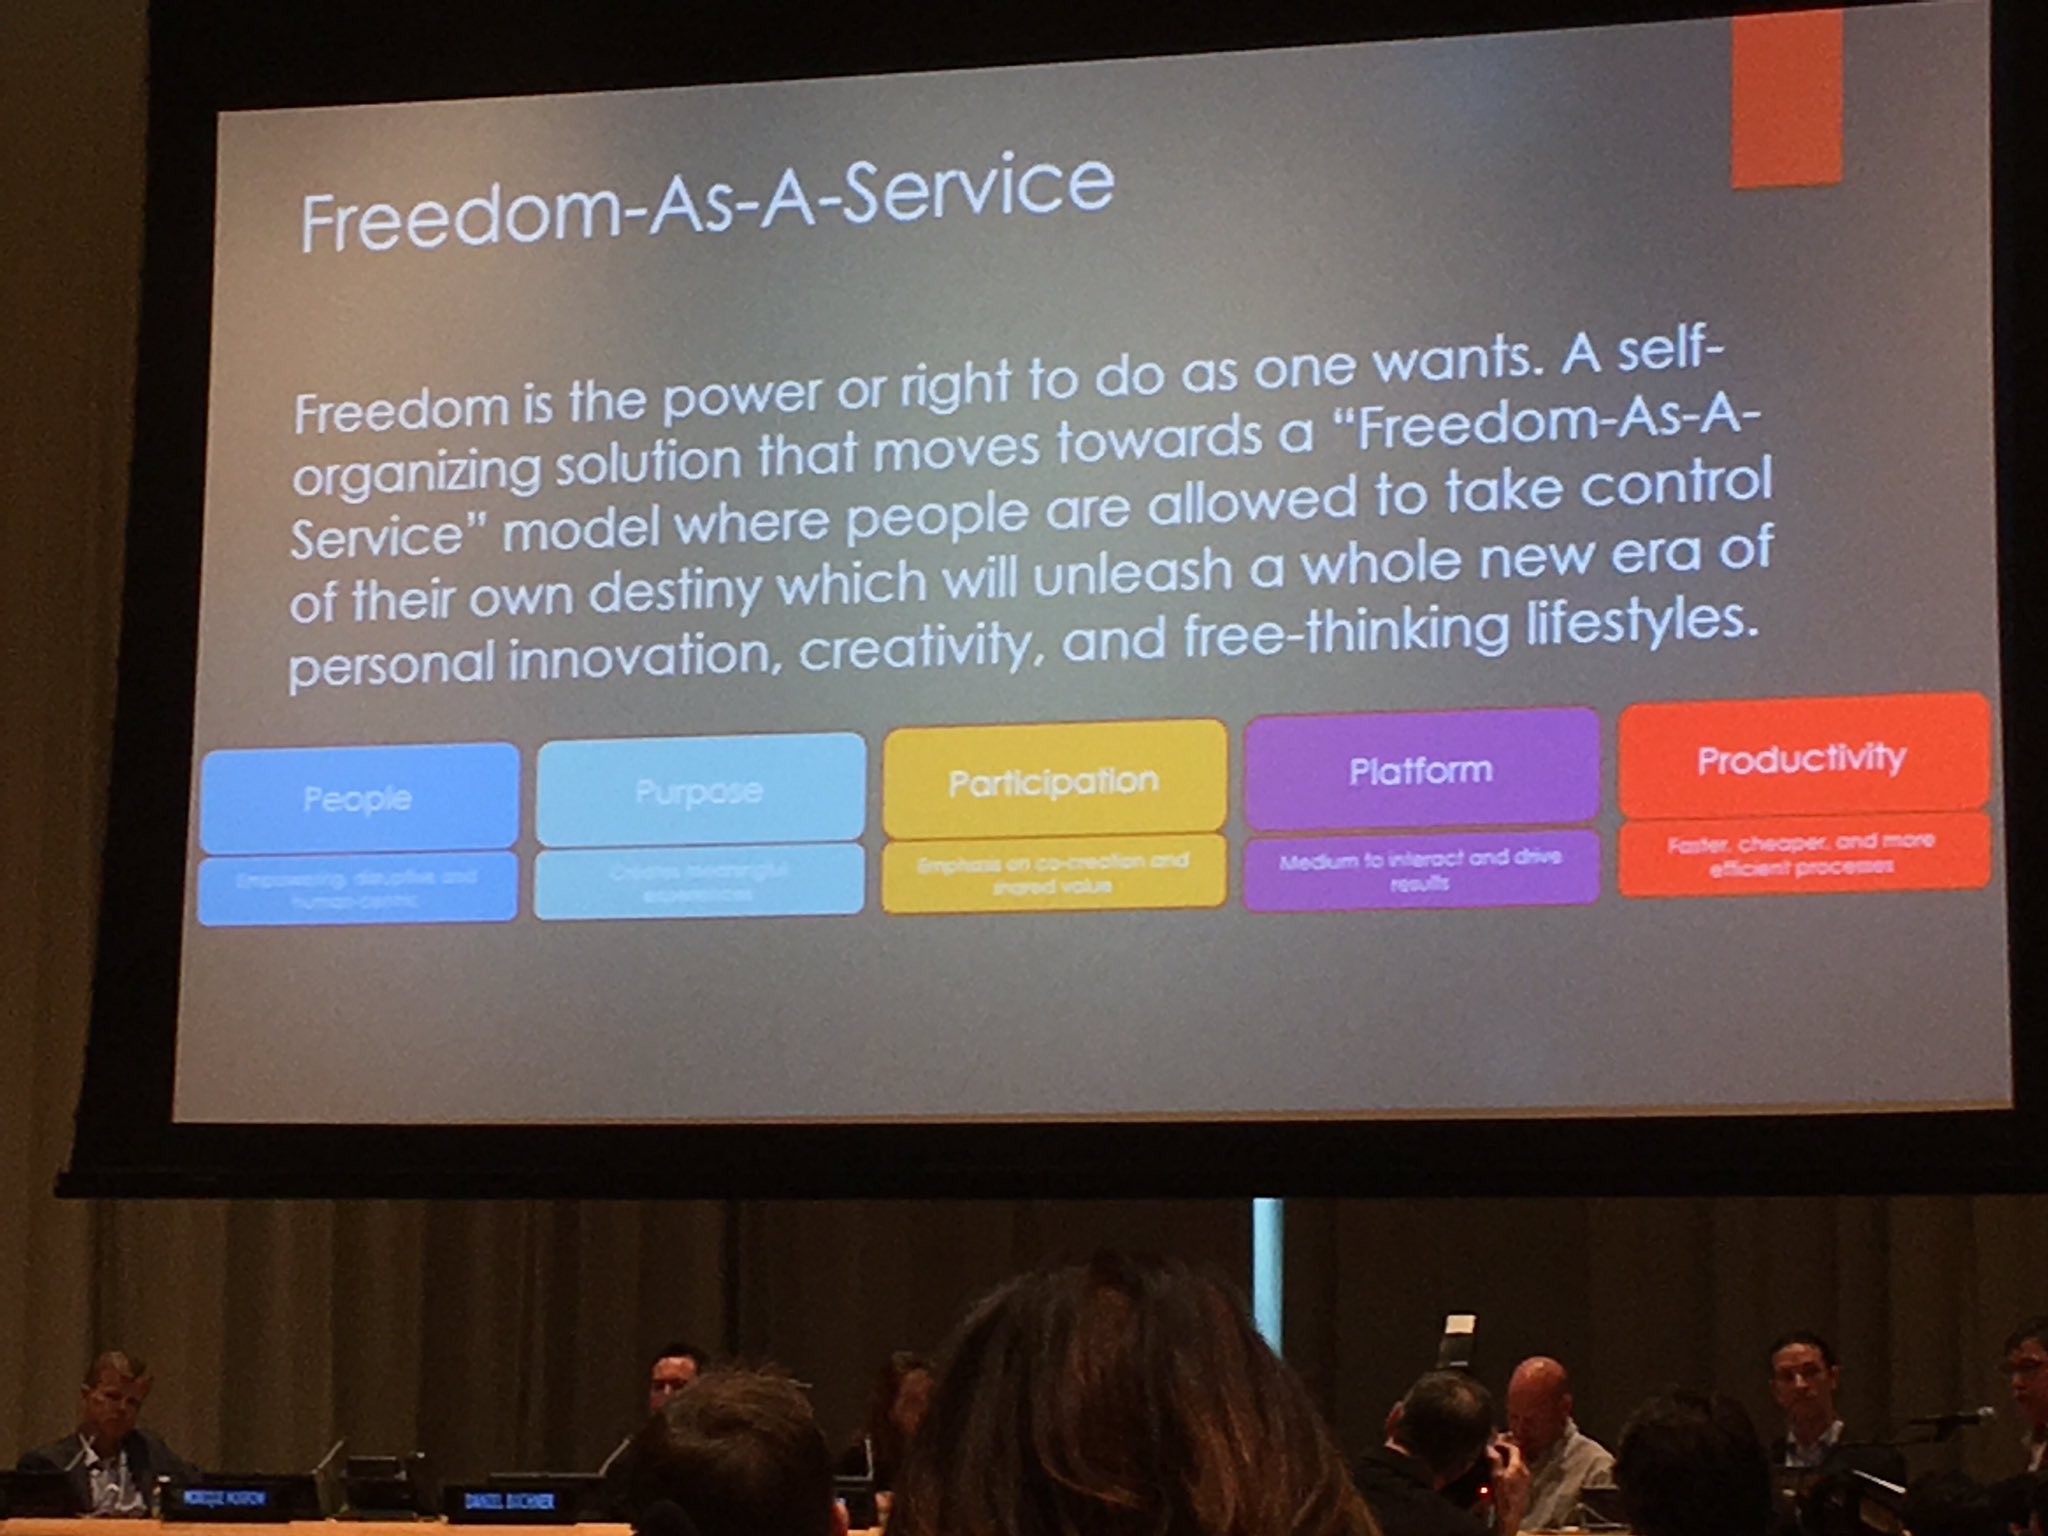 Freedom-As-A-Service
Freedom is the power or right to do as one wants. A self-
organizing solution that moves towards a “Freedom-As-A-
Service” model where people are allowed to take control
of their own destiny which will unleash a whole new era of
personal innovation, creativity, and free-thinking lifestyles.
People
Empowering, disruptive and
human-centric
Purpose
Creates meaningful
experiences
Participation
Emphasis on co-creation and
shared value
Platform
Medium to interact and drive
results
Productivity
Faster, cheaper, and more
efficient processes
MONIQUE MORROW
DANIEL BUCHNER